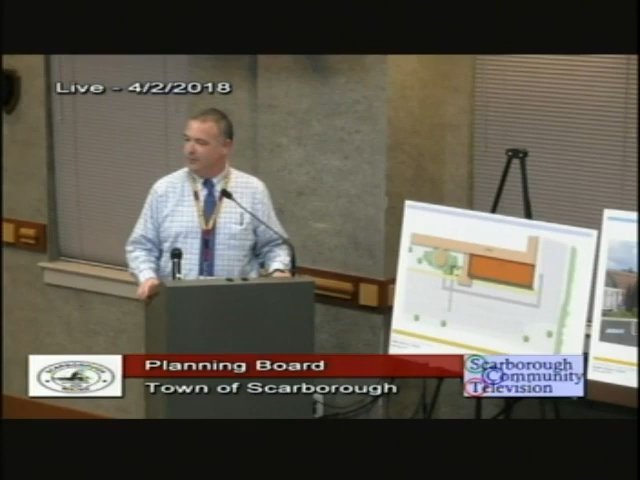 Live - 4/2/2018
Planning Board
Town of Scarborough
Scarborough
Community
Television